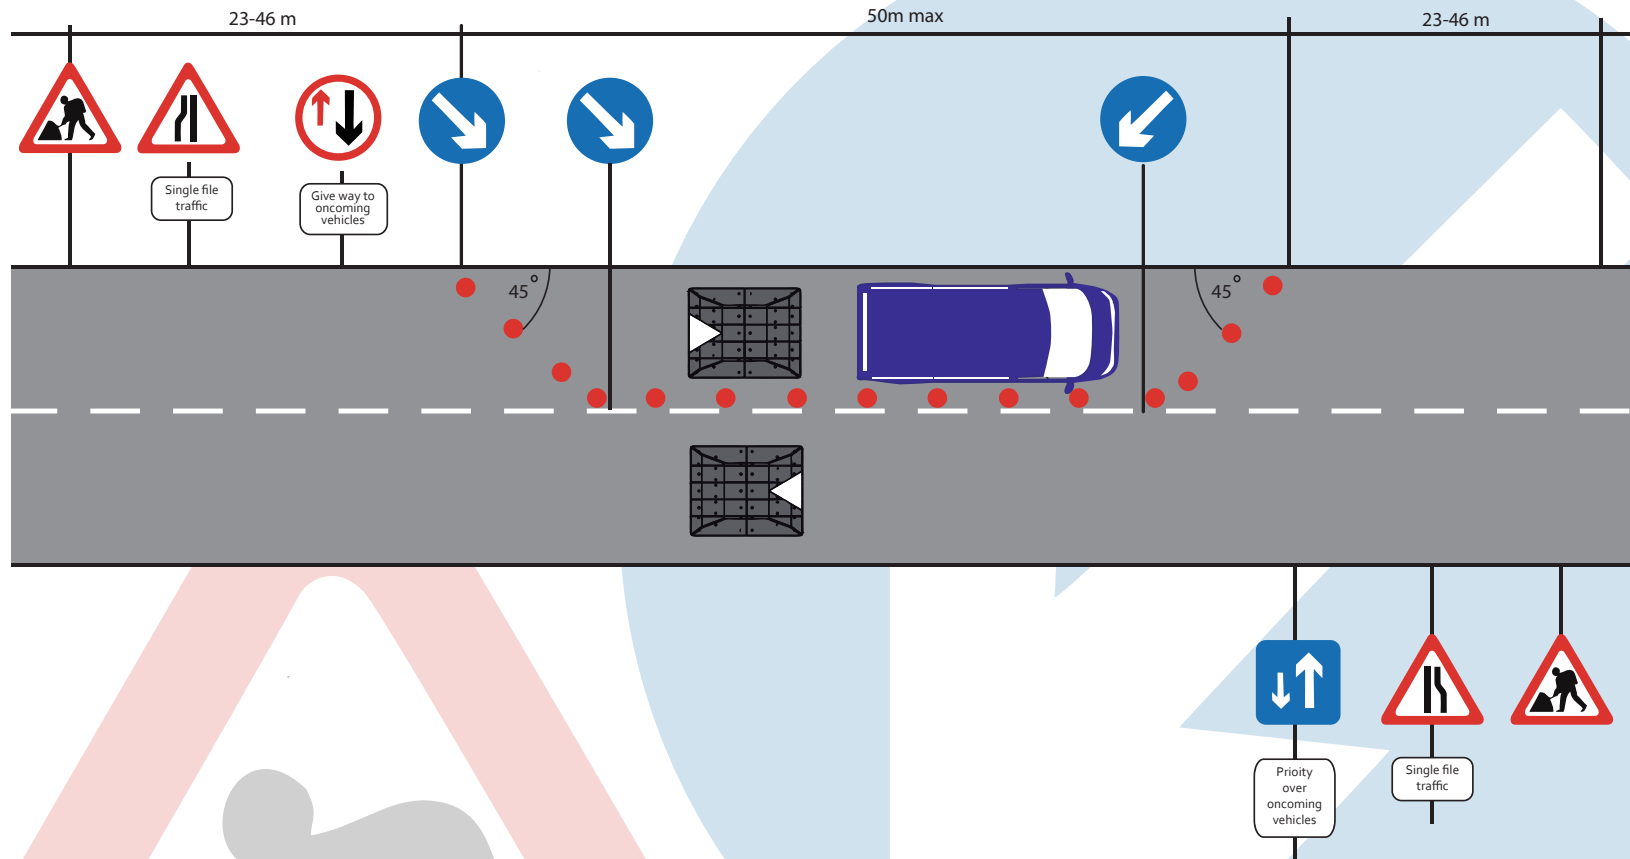 23-46 m
50m max
23-46 m
Single file
traffic
Give way to
oncoming
vehicles
45°
45°
Prioity
over
oncoming
vehicles
Single file
traffic